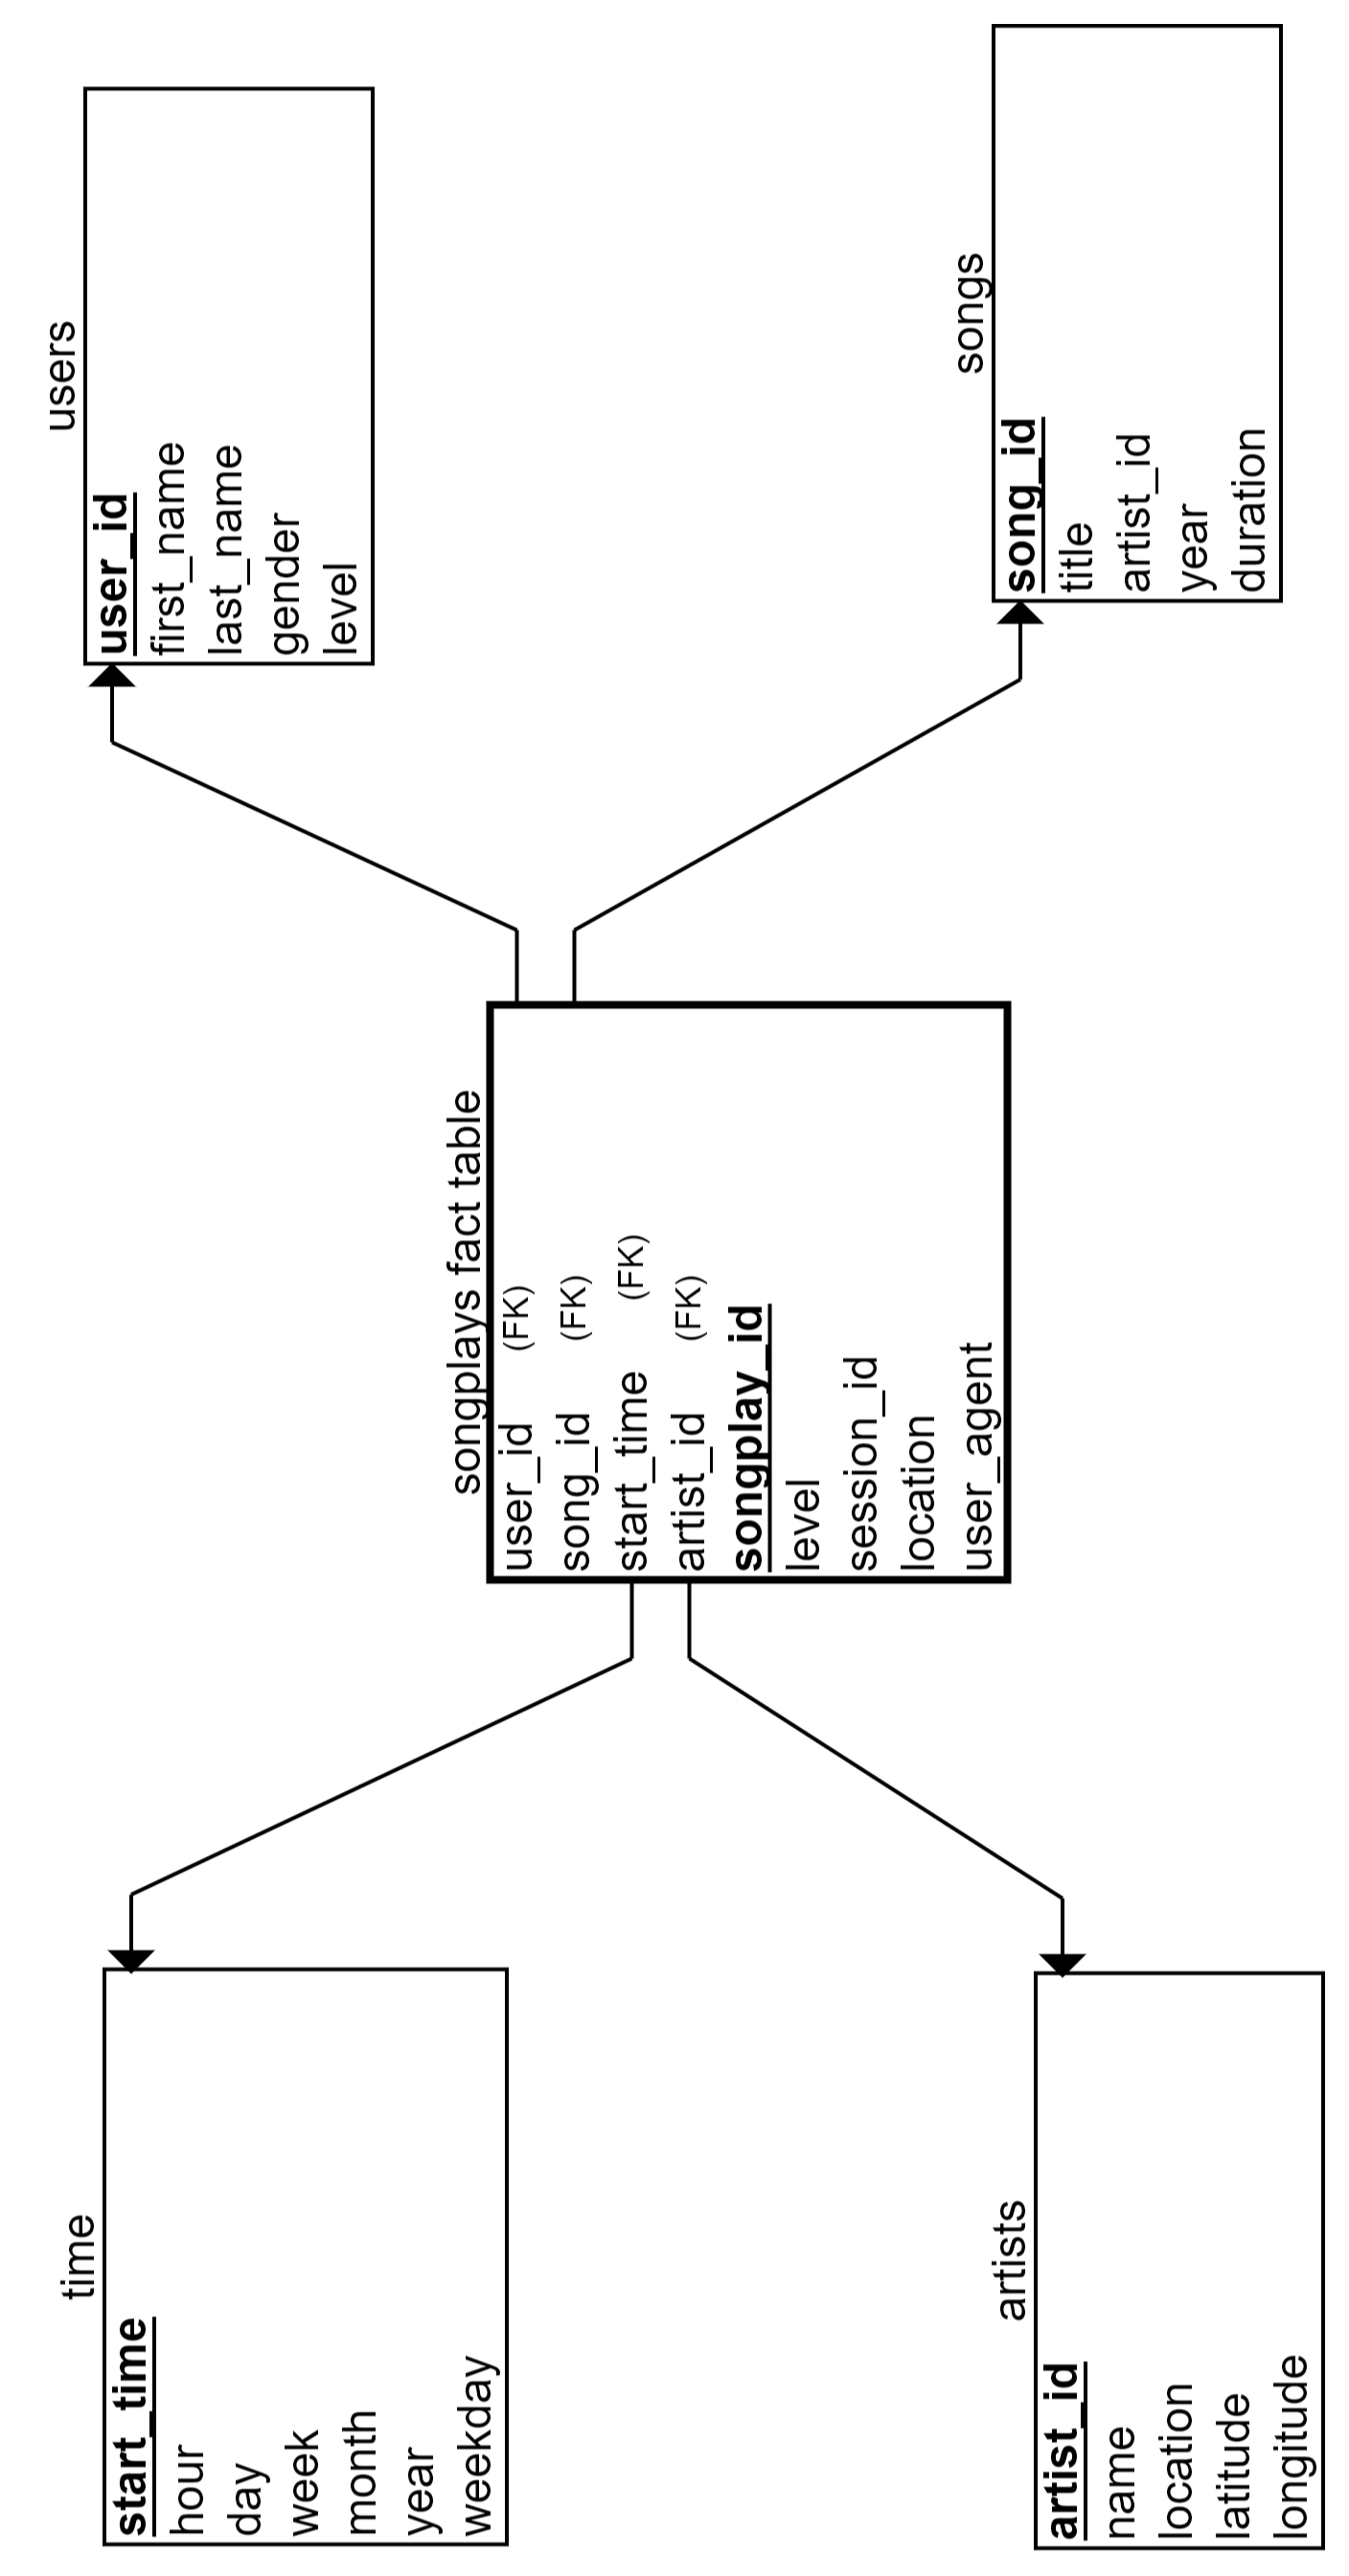 time
start_time
hour
day
week
month
year
weekday
users
user_id
first_name
last_name
gender
level
songplays fact table
user_id (FK)
song_id (FK)
start_time (FK)
artist_id (FK)
songplay_id
level
session_id
location
user_agent
artists
artist_id
name
location
latitude
longitude
songs
song_id
title
artist_id
year
duration